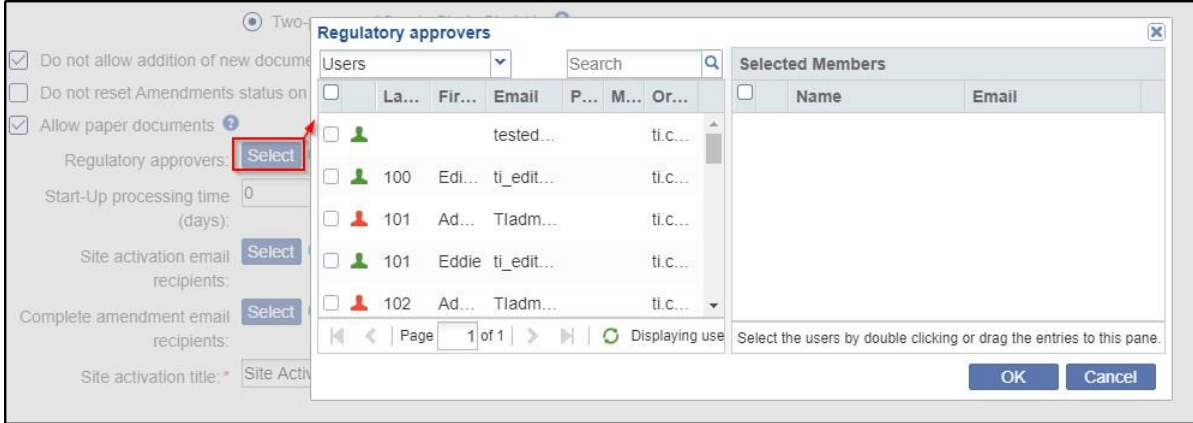 Two-
Regulatory approvers
Do not allow addition of new docume
Do not reset Amendments status on
Allow paper documents
Regulatory approvers: Select
Start-Up processing time (days): 0
Site activation email recipients: Select
Complete amendment email recipients: Select
Site activation title: * Site Activ
Users Search
La... Fir... Email P... M... Or...
tested... ti.c...
100 Edi... ti_edit... ti.c...
101 Ad... TIadm... ti.c...
101 Eddie ti_edit... ti.c...
102 Ad... TIadm... ti.c...
Page 1 of 1 Displaying use
Selected Members
Name Email
Select the users by double clicking or drag the entries to this pane.
OK Cancel